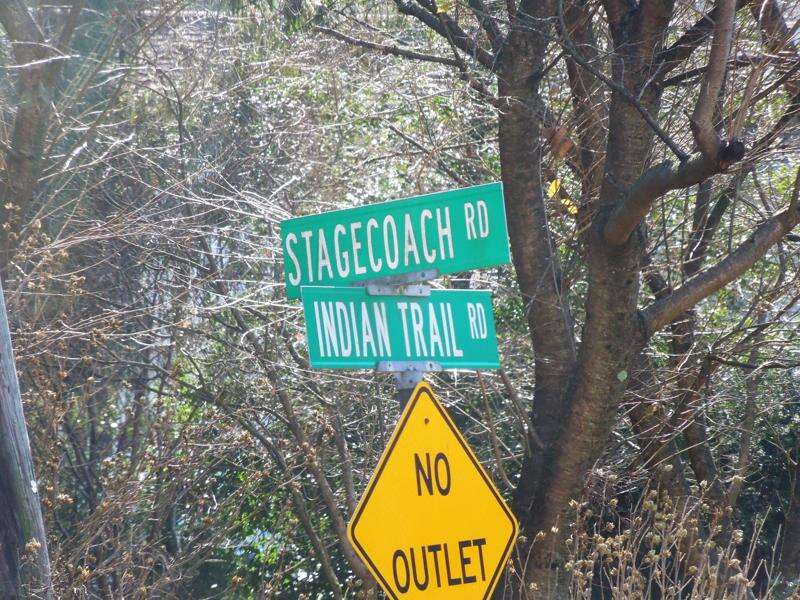 STAGECOACH RD
INDIAN TRAIL RD
NO
OUTLET